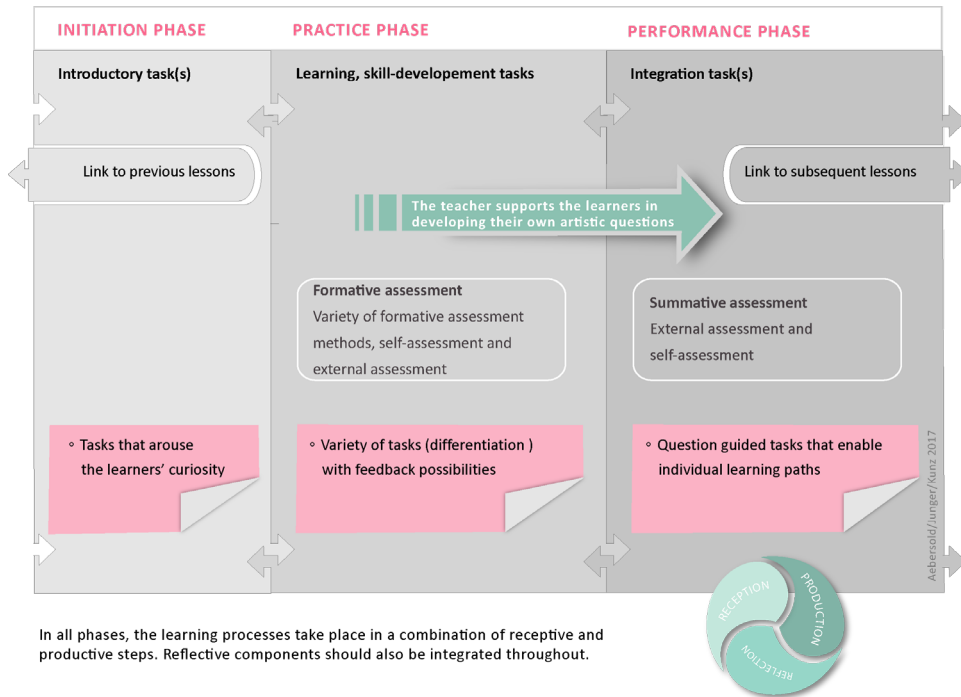 INITIATION PHASE
PRACTICE PHASE
PERFORMANCE PHASE
Introductory task(s)
Learning, skill-developement tasks
Integration task(s)
Link to previous lessons
Link to subsequent lessons
The teacher supports the learners in
developing their own artistic questions
Formative assessment
Variety of formative assessment
methods, self-assessment and
external assessment
Summative assessment
External assessment and
self-assessment
° Tasks that arouse
the learners’ curiosity
° Variety of tasks (differentiation )
with feedback possibilities
° Question guided tasks that enable
individual learning paths
Aebersold/Junger/Kunz 2017
RECEPTION
PRODUCTION
REFLECTION
In all phases, the learning processes take place in a combination of receptive and
productive steps. Reflective components should also be integrated throughout.